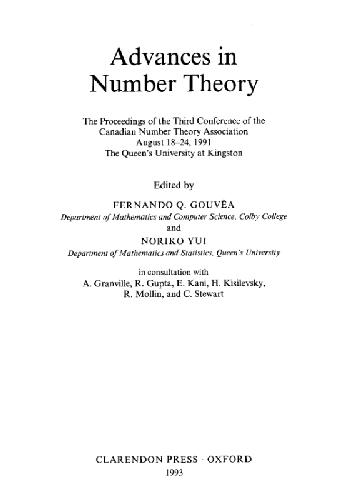 Advances in
Number Theory
The Proceedings of the Third Conference of the
Canadian Number Theory Association
August 18–24, 1991
The Queen's University at Kingston
Edited by
FERNANDO Q. GOUVÊA
Department of Mathematics and Computer Science, Colby College
and
NORIKO YUI
Department of Mathematics and Statistics, Queen's University
in consultation with
A. Granville, R. Gupta, E. Kani, H. Kisilevsky,
R. Mollin, and C. Stewart
CLARENDON PRESS · OXFORD
1993